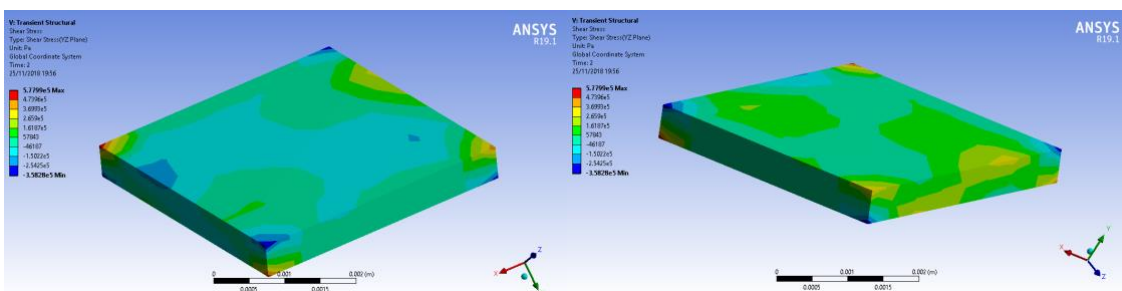 V: Transient Structural
Shear Stress
Type: Shear Stress(YZ Plane)
Unit: Pa
Global Coordinate System
Time: 2
25/11/2018 19:56
5.7799e5 Max
4.7396e5
3.6993e5
2.659e5
1.6187e5
57843
-46187
-1.5022e5
-2.5425e5
-3.5828e5 Min
ANSYS
R19.1
0
0.001
0.002 (m)
0.0005
0.0015
X
Z
V: Transient Structural
Shear Stress
Type: Shear Stress(YZ Plane)
Unit: Pa
Global Coordinate System
Time: 2
25/11/2018 19:56
5.7799e5 Max
4.7396e5
3.6993e5
2.659e5
1.6187e5
57843
-46187
-1.5022e5
-2.5425e5
-3.5828e5 Min
ANSYS
R19.1
0
0.001
0.002 (m)
0.0005
0.0015
Y
X
Z